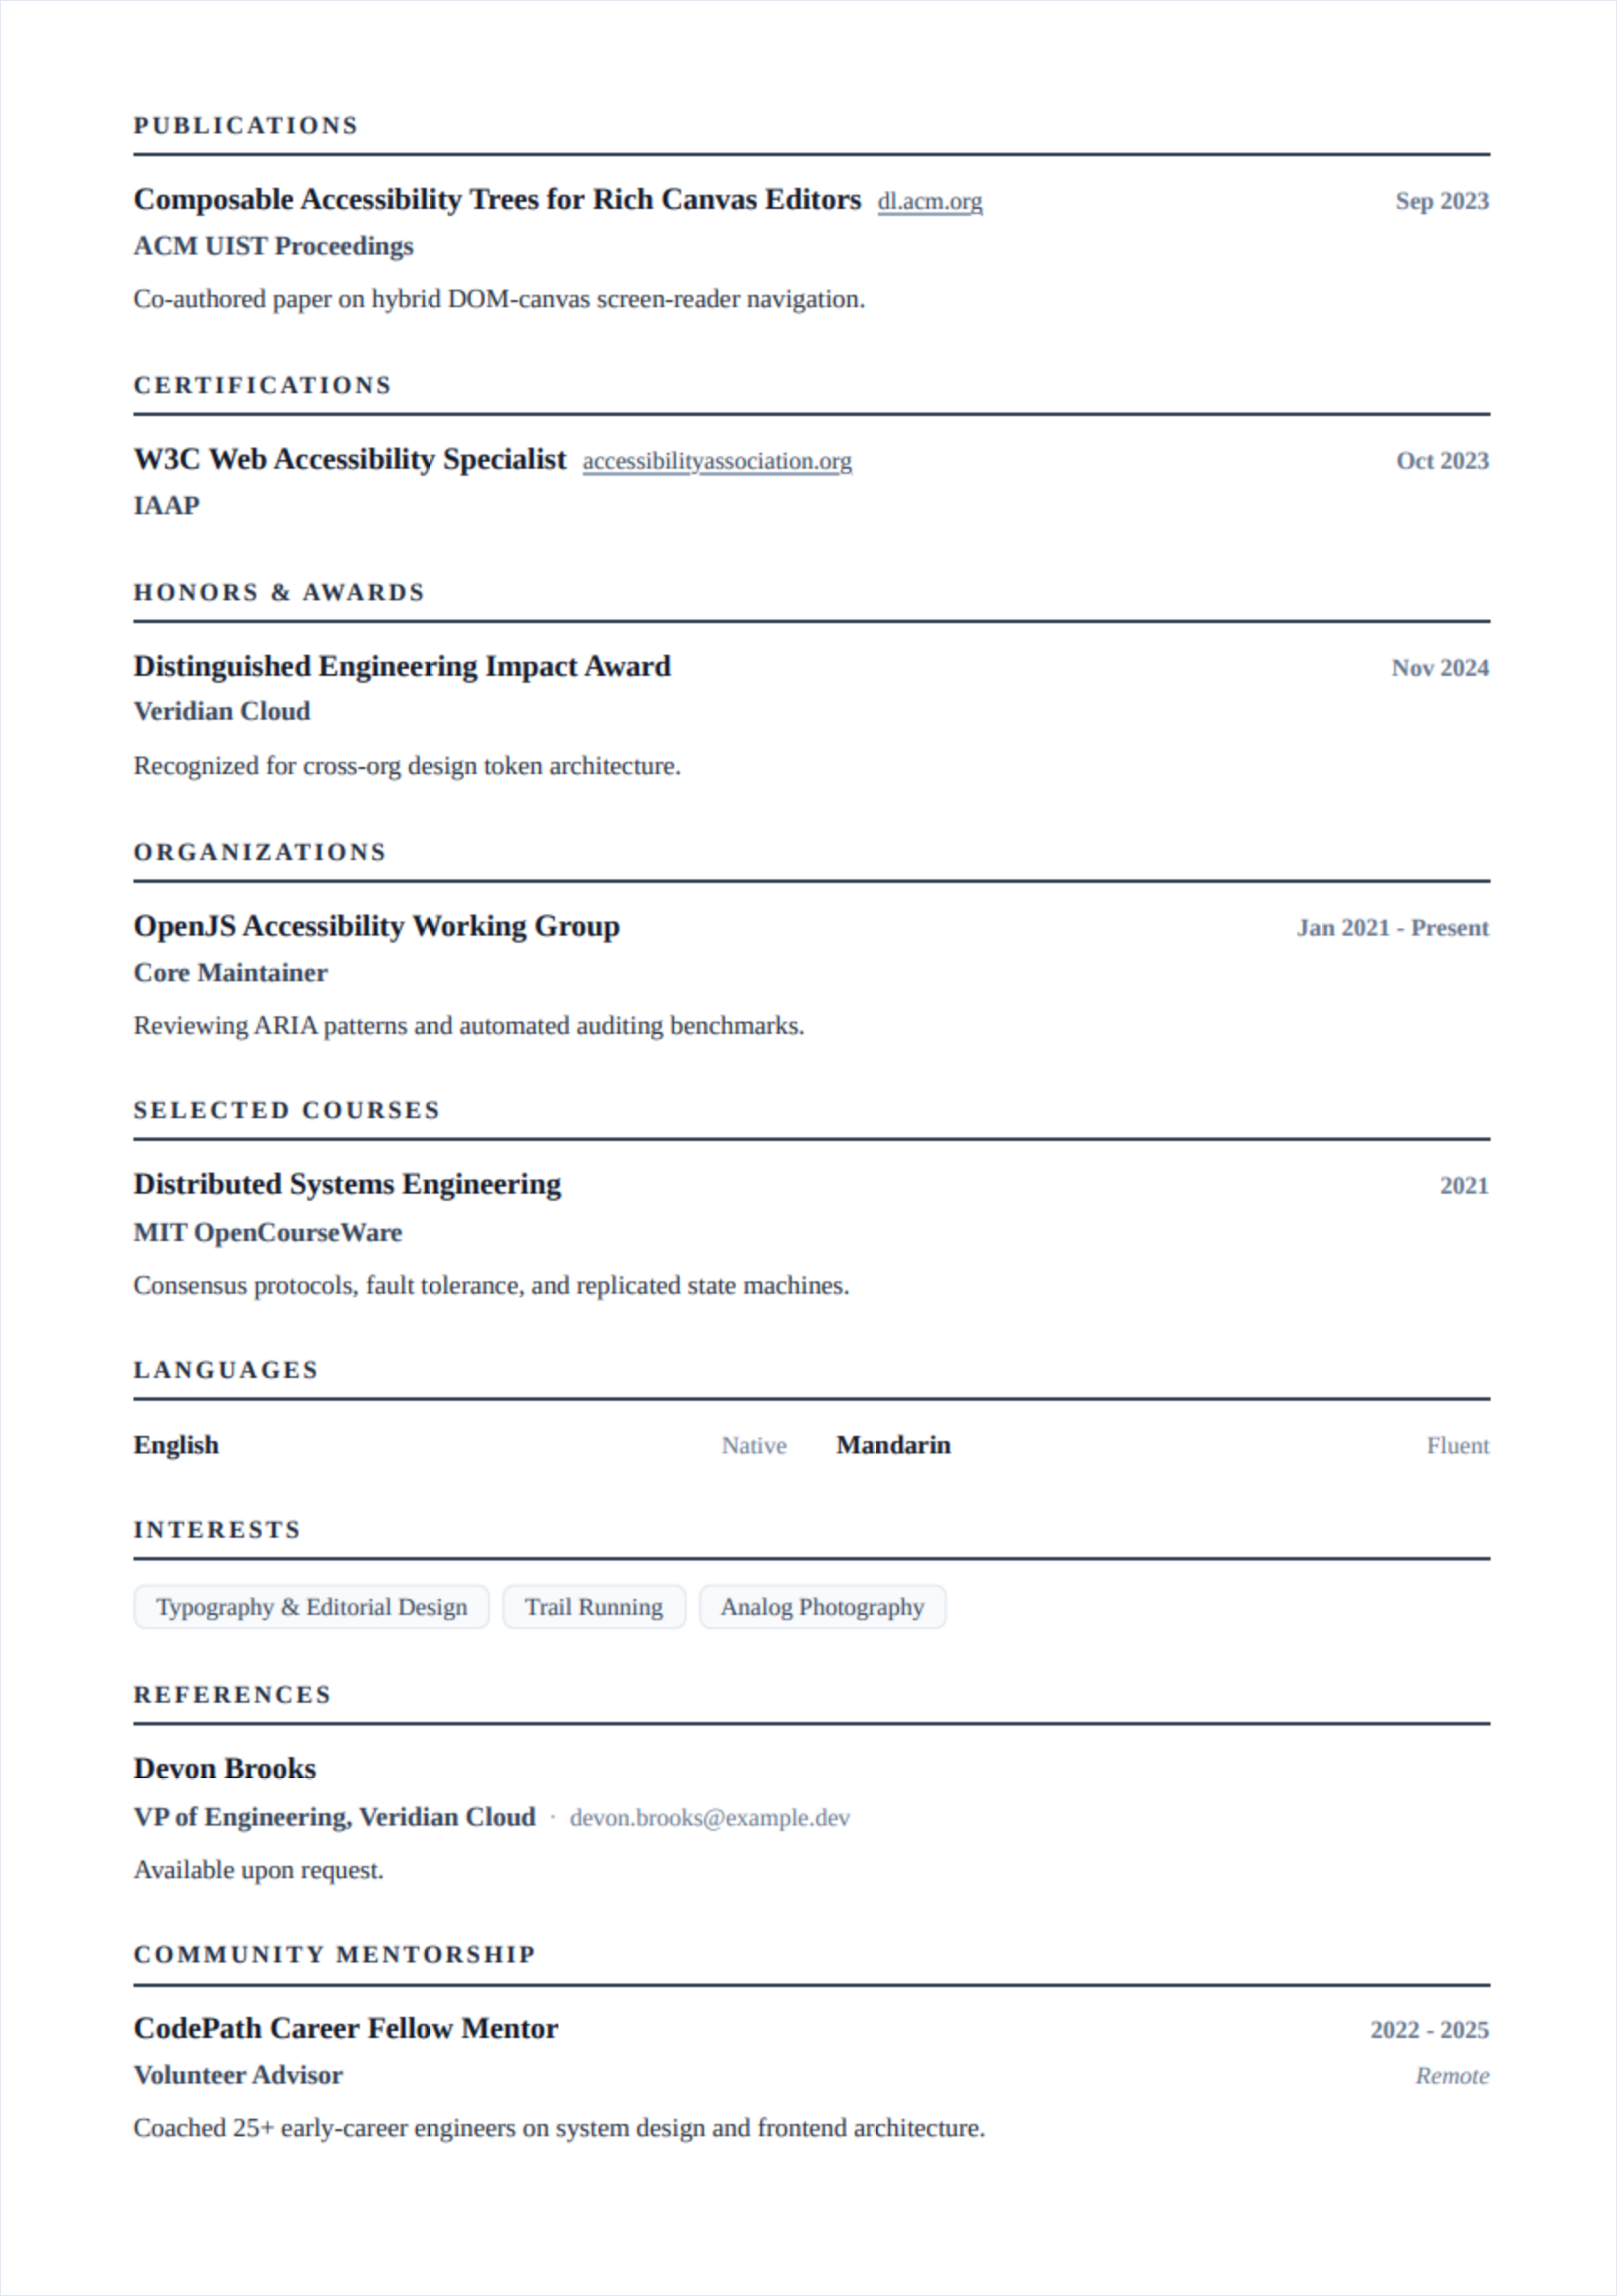 PUBLICATIONS
Composable Accessibility Trees for Rich Canvas Editors dl.acm.org Sep 2023
ACM UIST Proceedings
Co-authored paper on hybrid DOM-canvas screen-reader navigation.
CERTIFICATIONS
W3C Web Accessibility Specialist accessibilityassociation.org Oct 2023
IAAP
HONORS & AWARDS
Distinguished Engineering Impact Award Nov 2024
Veridian Cloud
Recognized for cross-org design token architecture.
ORGANIZATIONS
OpenJS Accessibility Working Group Jan 2021 - Present
Core Maintainer
Reviewing ARIA patterns and automated auditing benchmarks.
SELECTED COURSES
Distributed Systems Engineering 2021
MIT OpenCourseWare
Consensus protocols, fault tolerance, and replicated state machines.
LANGUAGES
English Native Mandarin Fluent
INTERESTS
Typography & Editorial Design Trail Running Analog Photography
REFERENCES
Devon Brooks
VP of Engineering, Veridian Cloud · devon.brooks@example.dev
Available upon request.
COMMUNITY MENTORSHIP
CodePath Career Fellow Mentor 2022 - 2025
Volunteer Advisor Remote
Coached 25+ early-career engineers on system design and frontend architecture.